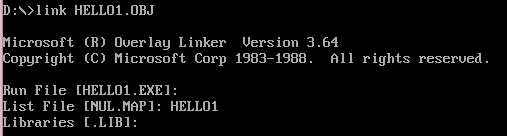 D:\>link HELLO1.OBJ
Microsoft (R) Overlay Linker  Version 3.64
Copyright (C) Microsoft Corp 1983-1988.  All rights reserved.
Run File [HELLO1.EXE]:
List File [NUL.MAP]: HELLO1
Libraries [.LIB]: